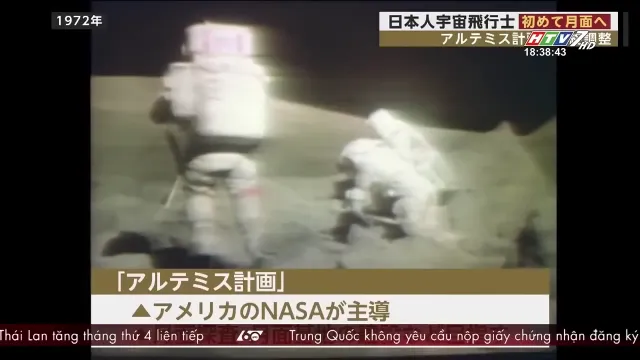 1972年
日本人宇宙飛行士 初めて月面へ
アルテミス計
調整
HTV7HD
18:38:43
「アルテミス計画」
▲アメリカのNASAが主導
Thái Lan tăng tháng thứ 4 liên tiếp
Trung Quốc không yêu cầu nộp giấy chứng nhận đăng ký